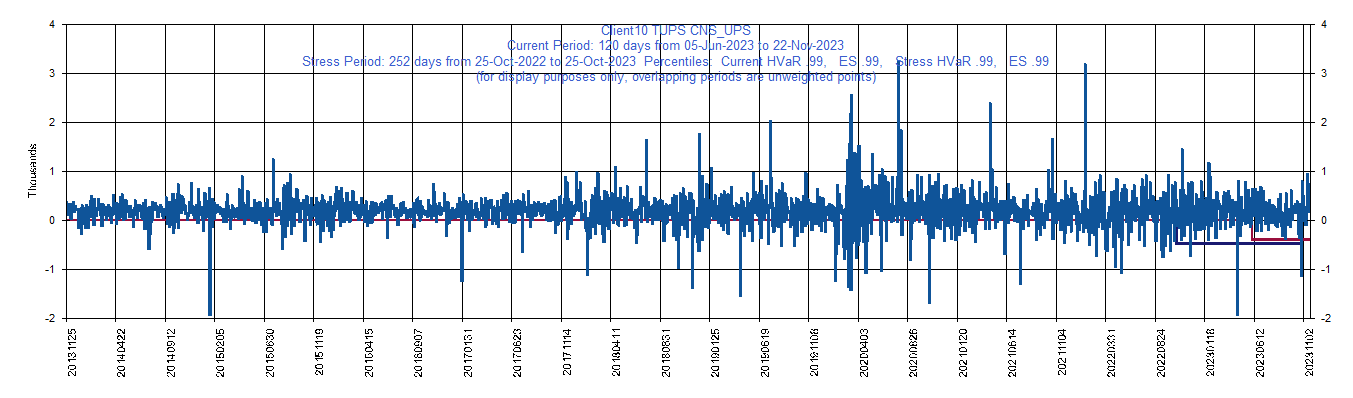 Client10 TUPS CNS_UPS
Current Period: 120 days from 05-Jun-2023 to 22-Nov-2023
Stress Period: 252 days from 25-Oct-2022 to 25-Oct-2023 Percentiles: Current HVaR .99, ES .99, Stress HVaR .99, ES .99
(for display purposes only, overlapping periods are unweighted points)
Thousands
4 4
3 3
2 2
1 1
0 0
-1 -1
-2 -2
20131125 20140422 20140912 20150205 20150630 20151119 20160415 20160907 20170131 20170623 20171114 20180411 20180831 20190125 20190619 20191108 20200403 20200826 20210120 20210614 20211104 20220331 20220824 20230118 20230612 20231102